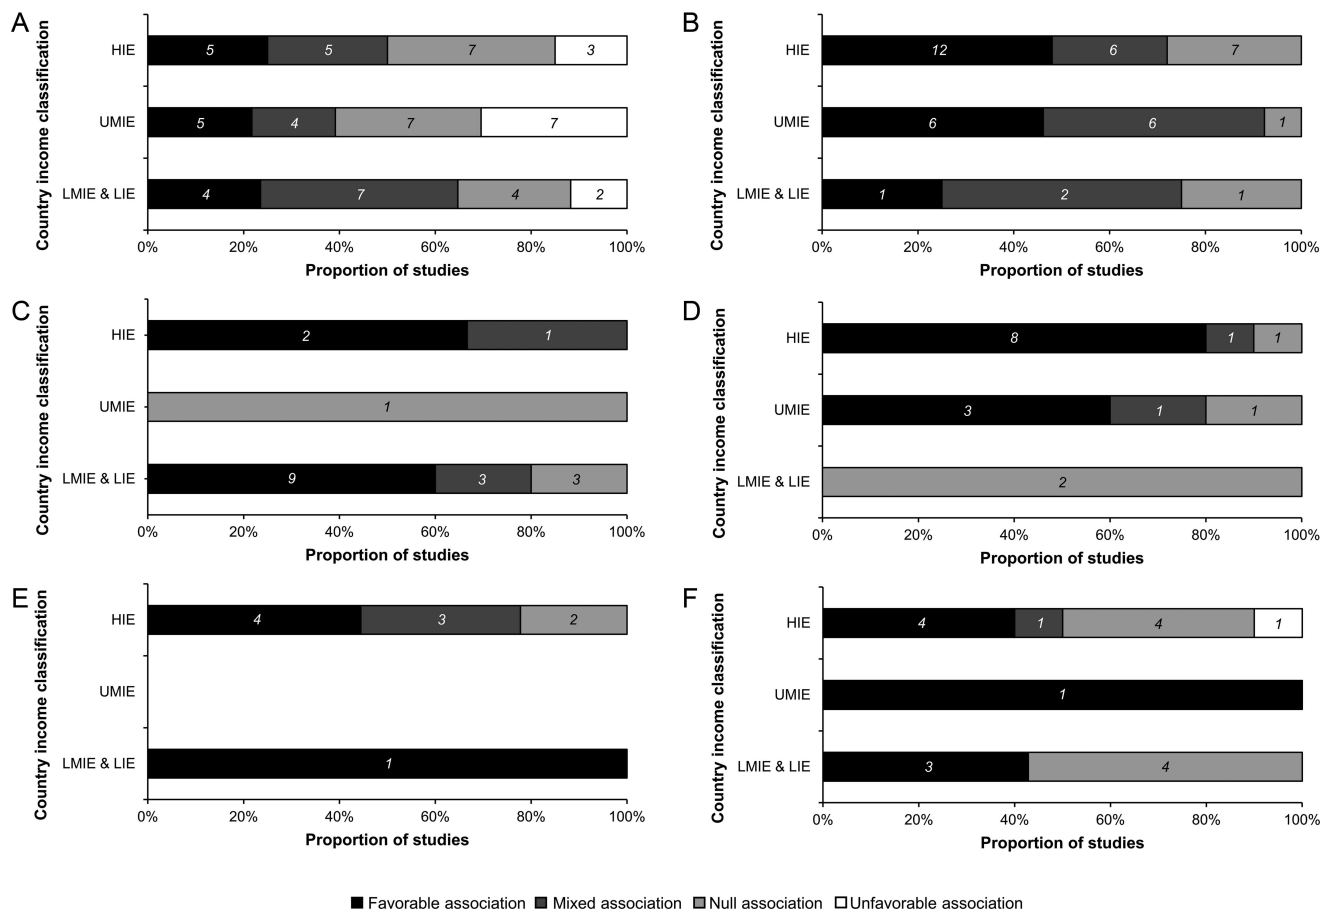 A
Country income classification
HIE
5 5 7 3
UMIE
5 4 7 7
LMIE & LIE
4 7 4 2
0% 20% 40% 60% 80% 100%
Proportion of studies
B
Country income classification
HIE
12 6 7
UMIE
6 6 1
LMIE & LIE
1 2 1
0% 20% 40% 60% 80% 100%
Proportion of studies
C
Country income classification
HIE
2 1
UMIE
1
LMIE & LIE
9 3 3
0% 20% 40% 60% 80% 100%
Proportion of studies
D
Country income classification
HIE
8 1 1
UMIE
3 1 1
LMIE & LIE
2
0% 20% 40% 60% 80% 100%
Proportion of studies
E
Country income classification
HIE
4 3 2
UMIE
LMIE & LIE
1
0% 20% 40% 60% 80% 100%
Proportion of studies
F
Country income classification
HIE
4 1 4 1
UMIE
1
LMIE & LIE
3 4
0% 20% 40% 60% 80% 100%
Proportion of studies
Favorable association Mixed association Null association Unfavorable association